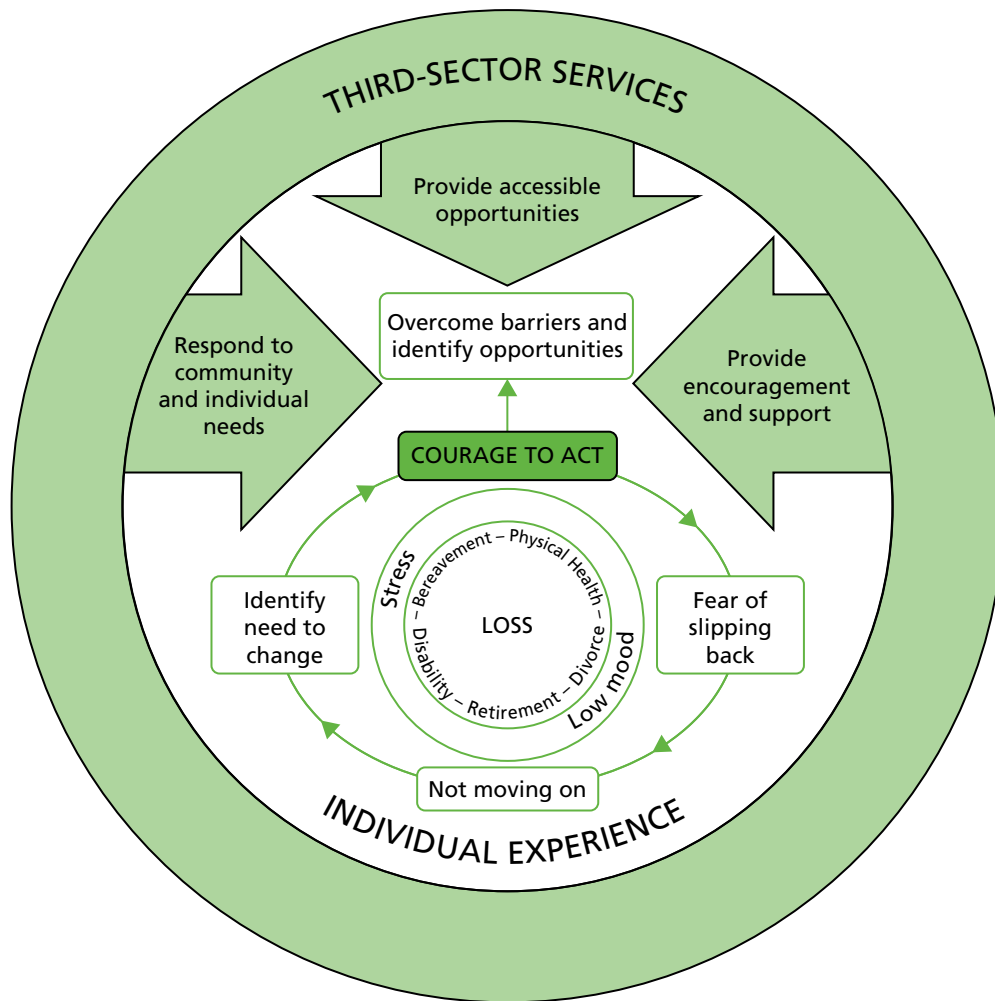 THIRD-SECTOR SERVICES
Provide accessible
opportunities
Respond to
community
and individual
needs
Overcome barriers and
identify opportunities
Provide
encouragement
and support
COURAGE TO ACT
Identify
need to
change
Stress
– Bereavement – Physical Health –
Disability – Retirement – Divorce
LOSS
Low mood
Fear of
slipping
back
Not moving on
INDIVIDUAL EXPERIENCE